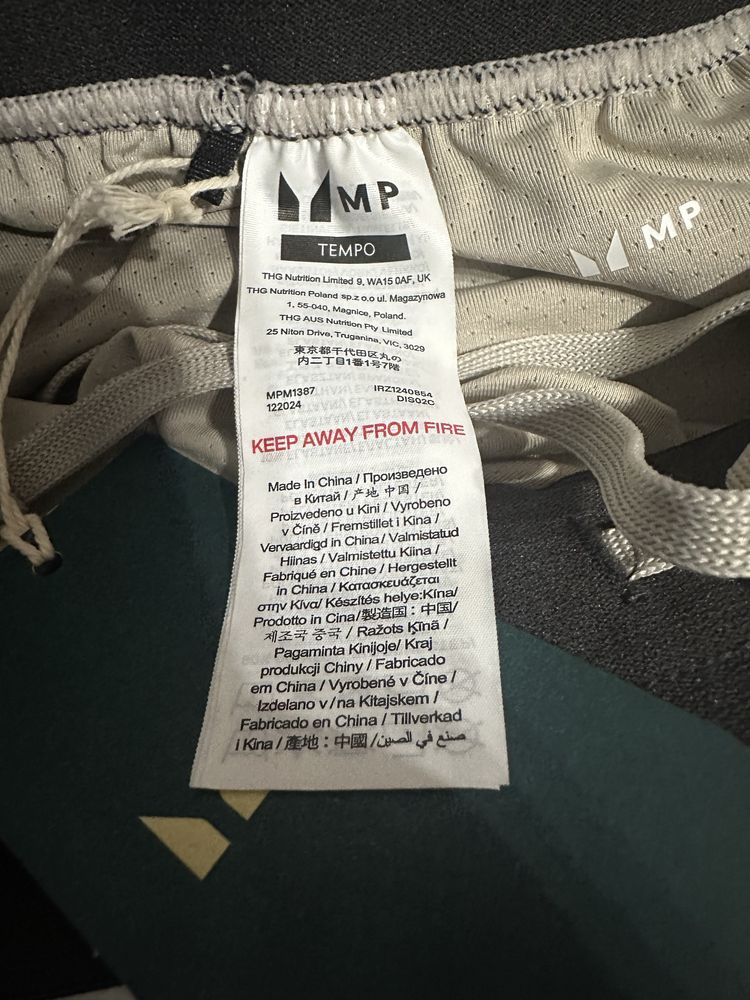 MP
TEMPO
THG Nutrition Limited 9, WA15 0AF, UK
THG Nutrition Poland sp.z o.o ul. Magazynowa
1, 55-040, Magnice, Poland.
THG AUS Nutrition Pty Limited
25 Niton Drive, Truganina, VIC, 3029
東京都千代田区丸の
内二丁目1番1号7階
MPM1387 IRZ1240854
122024 DIS02C
KEEP AWAY FROM FIRE
Made In China / Произведено
в Китай / 产地 中国 /
Proizvedeno u Kini / Vyrobeno
v Číně / Fremstillet i Kina /
Vervaardigd in China / Valmistatud
Hiinas / Valmistettu Kiina /
Fabriqué en Chine / Hergestellt
in China / Κατασκευάζεται
στην Κίνα/ Készítés helye:Kína/
Prodotto in Cina/製造国：中国/
제조국 중국 / Ražots Ķīnā /
Pagaminta Kinijoje/ Kraj
produkcji Chiny / Fabricado
em China / Vyrobené v Číne /
Izdelano v/na Kitajskem /
Fabricado en China / Tillverkad
i Kina / 產地：中國 /صنع في الصين
MP